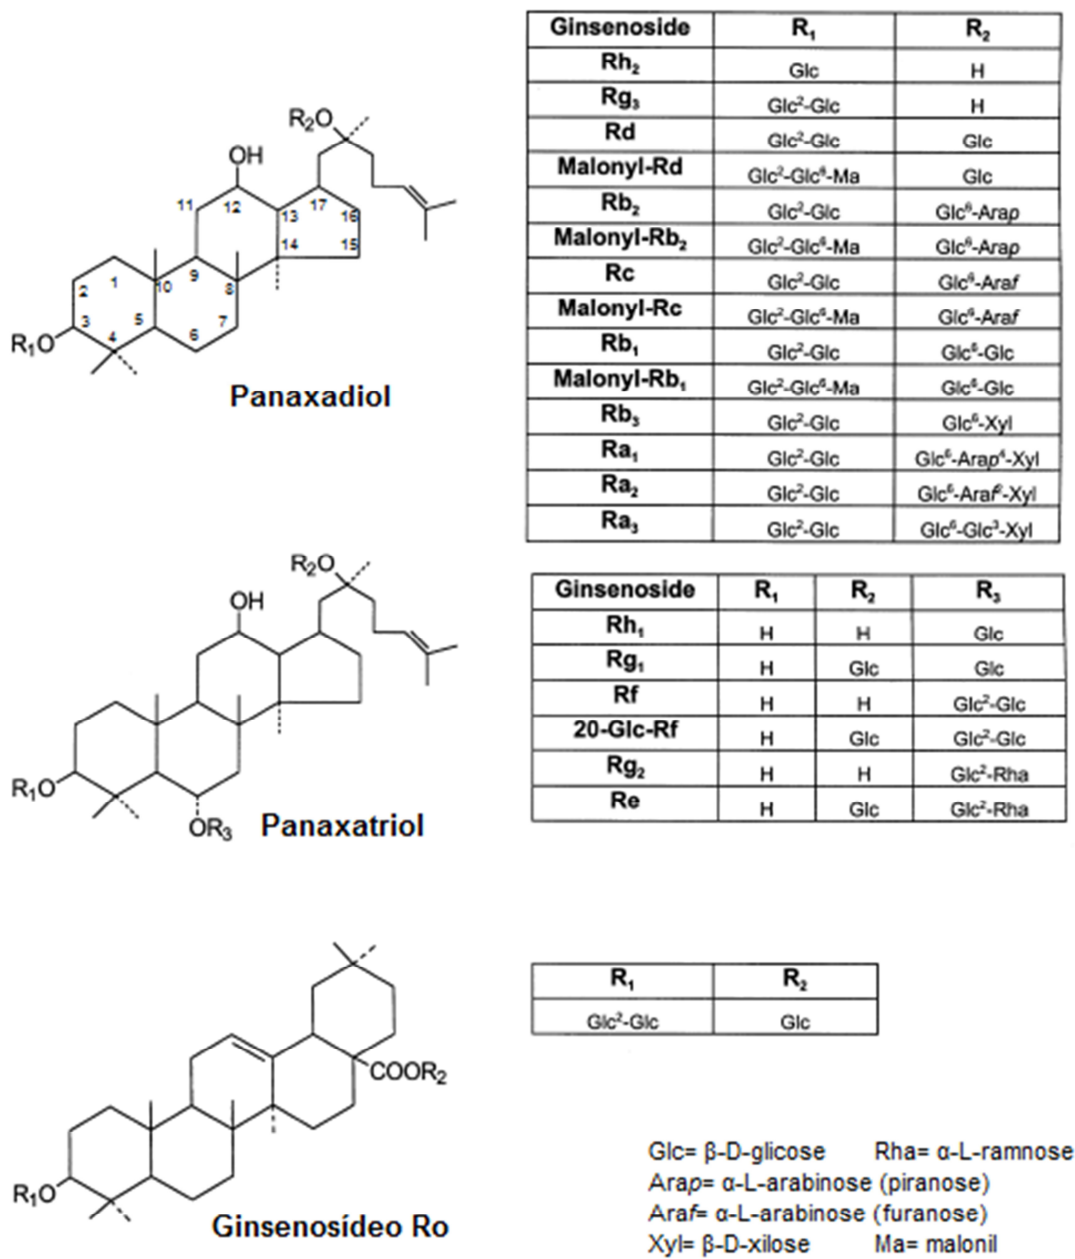 Ginsenoside R₁ R₂
Rh₂ Glc H
Rg₃ Glc²-Glc H
Rd Glc²-Glc Glc
Malonyl-Rd Glc²-Glc⁶-Ma Glc
Rb₂ Glc²-Glc Glc⁶-Arap
Malonyl-Rb₂ Glc²-Glc⁶-Ma Glc⁶-Arap
Rc Glc²-Glc Glc⁶-Araf
Malonyl-Rc Glc²-Glc⁶-Ma Glc⁶-Araf
Rb₁ Glc²-Glc Glc⁶-Glc
Malonyl-Rb₁ Glc²-Glc⁶-Ma Glc⁶-Glc
Rb₃ Glc²-Glc Glc⁶-Xyl
Ra₁ Glc²-Glc Glc⁶-Arap⁴-Xyl
Ra₂ Glc²-Glc Glc⁶-Araf²-Xyl
Ra₃ Glc²-Glc Glc⁶-Glc³-Xyl
R₂O
OH
11 12 13 17 16
14 15
1 2 10 9 8
3 4 5 6 7
R₁O
Panaxadiol
Ginsenoside R₁ R₂ R₃
Rh₁ H H Glc
Rg₁ H Glc Glc
Rf H H Glc²-Glc
20-Glc-Rf H Glc Glc²-Glc
Rg₂ H H Glc²-Rha
Re H Glc Glc²-Rha
R₂O
OH
R₁O
OR₃
Panaxatriol
R₁ R₂
Glc²-Glc Glc
COOR₂
R₁O
Ginsenosídeo Ro
Glc= β-D-glicose Rha= α-L-ramnose
Arap= α-L-arabinose (piranose)
Araf= α-L-arabinose (furanose)
Xyl= β-D-xilose Ma= malonil